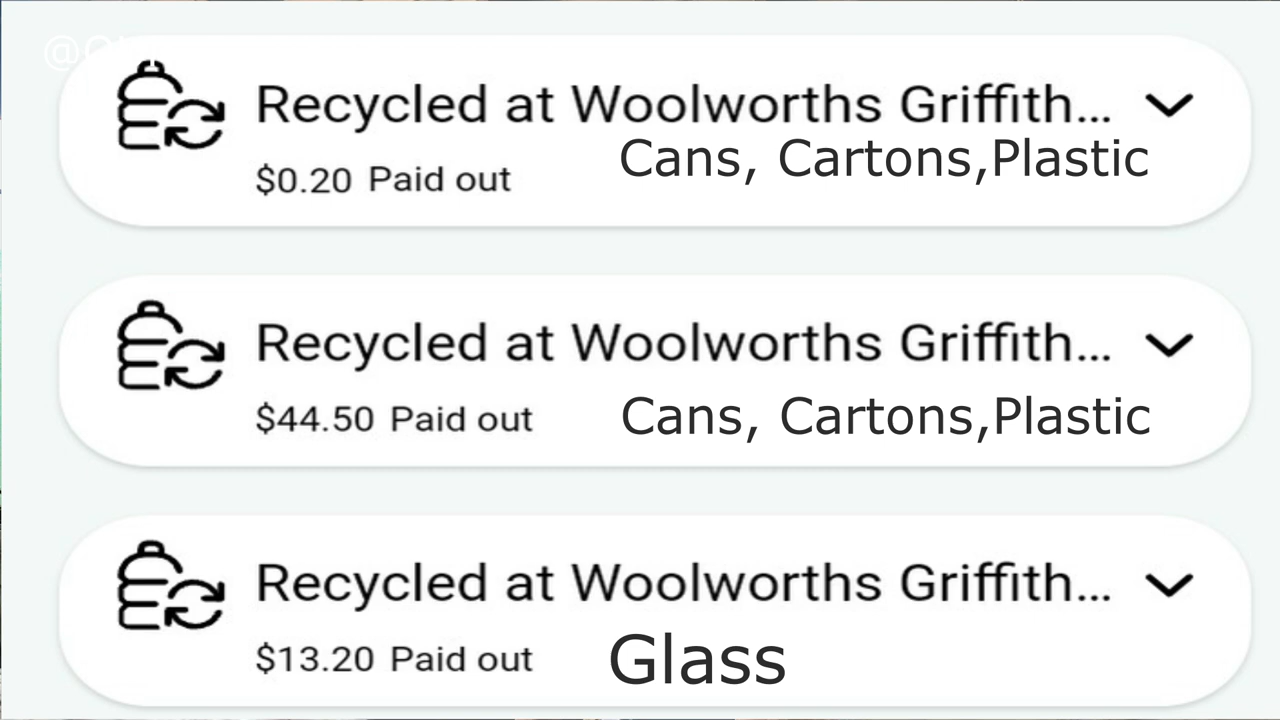 Recycled at Woolworths Griffith...
Cans, Cartons,Plastic
$0.20 Paid out
Recycled at Woolworths Griffith...
$44.50 Paid out
Cans, Cartons,Plastic
Recycled at Woolworths Griffith...
$13.20 Paid out
Glass